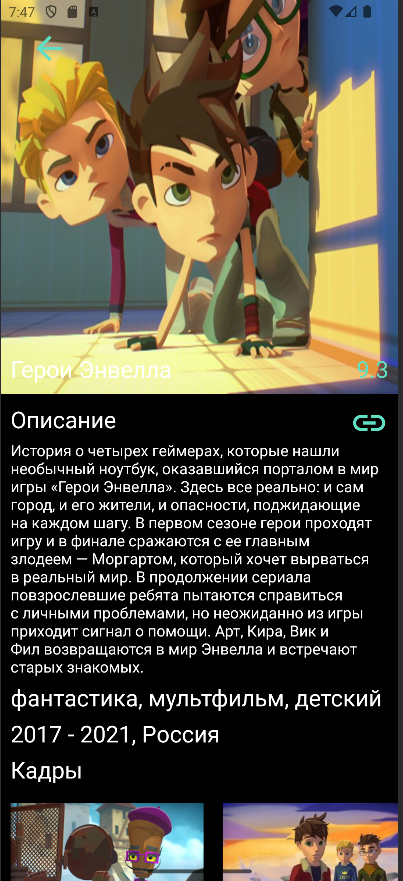 7:47
Герои Энвелла
9.3
Описание
История о четырех геймерах, которые нашли
необычный ноутбук, оказавшийся порталом в мир
игры «Герои Энвелла». Здесь все реально: и сам
город, и его жители, и опасности, поджидающие
на каждом шагу. В первом сезоне герои проходят
игру и в финале сражаются с ее главным
злодеем — Моргартом, который хочет вырваться
в реальный мир. В продолжении сериала
повзрослевшие ребята пытаются справиться
с личными проблемами, но неожиданно из игры
приходит сигнал о помощи. Арт, Кира, Вик и
Фил возвращаются в мир Энвелла и встречают
старых знакомых.
фантастика, мультфильм, детский
2017 - 2021, Россия
Кадры